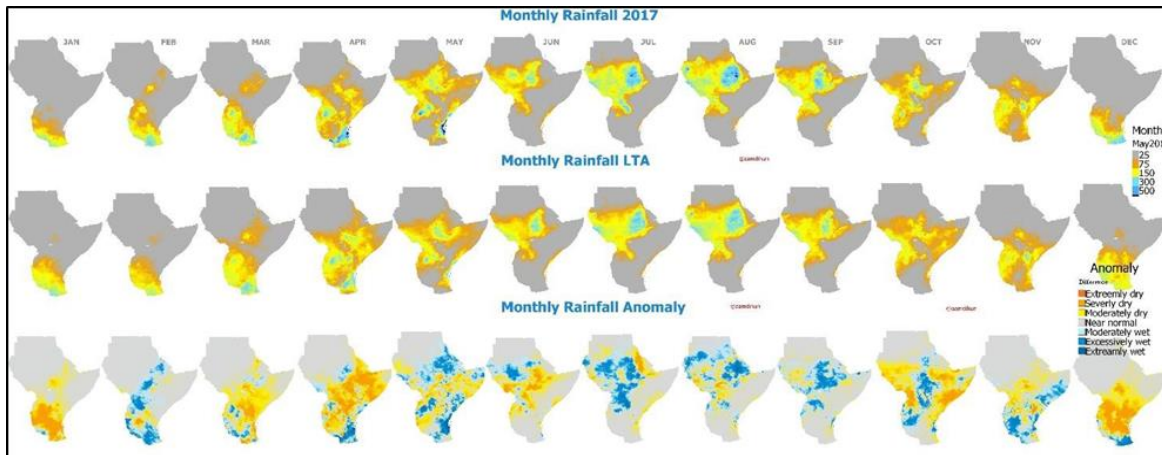 Monthly Rainfall 2017
JAN FEB MAR APR MAY JUN JUL AUG SEP OCT NOV DEC
Month
May201
25
75
150
300
500
Monthly Rainfall LTA
Anomaly
Difference
Extreemly dry
Severly dry
Moderately dry
Near normal
Moderately wet
Excessively wet
Extreamly wet
Monthly Rainfall Anomaly